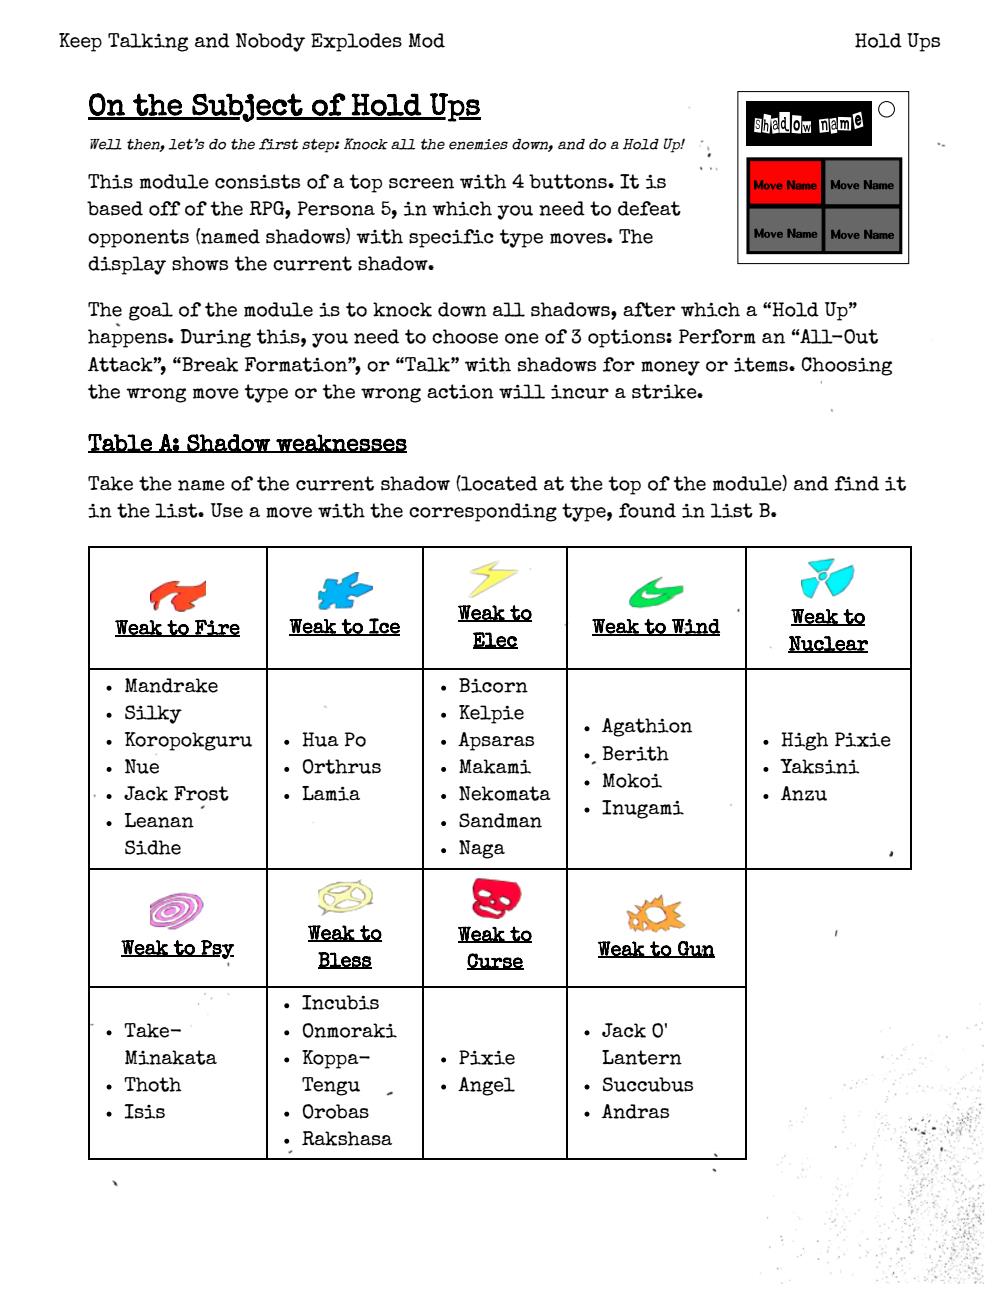 Keep Talking and Nobody Explodes Mod
Hold Ups
On the Subject of Hold Ups
Well then, let's do the first step: Knock all the enemies down, and do a Hold Up!
This module consists of a top screen with 4 buttons. It is
based off of the RPG, Persona 5, in which you need to defeat
opponents (named shadows) with specific type moves. The
display shows the current shadow.
shadow name
Move Name
Move Name
Move Name
Move Name
The goal of the module is to knock down all shadows, after which a “Hold Up”
happens. During this, you need to choose one of 3 options: Perform an “All-Out
Attack”, “Break Formation”, or “Talk” with shadows for money or items. Choosing
the wrong move type or the wrong action will incur a strike.
Table A: Shadow weaknesses
Take the name of the current shadow (located at the top of the module) and find it
in the list. Use a move with the corresponding type, found in list B.
Weak to Fire
Weak to Ice
Weak to
Elec
Weak to Wind
Weak to
Nuclear
• Mandrake
• Silky
• Koropokguru
• Nue
• Jack Frost
• Leanan
Sidhe
• Hua Po
• Orthrus
• Lamia
• Bicorn
• Kelpie
• Apsaras
• Makami
• Nekomata
• Sandman
• Naga
• Agathion
• Berith
• Mokoi
• Inugami
• High Pixie
• Yaksini
• Anzu
Weak to Psy
Weak to
Bless
Weak to
Curse
Weak to Gun
• Take-
Minakata
• Thoth
• Isis
• Incubis
• Onmoraki
• Koppa-
Tengu
• Orobas
• Rakshasa
• Pixie
• Angel
• Jack O'
Lantern
• Succubus
• Andras